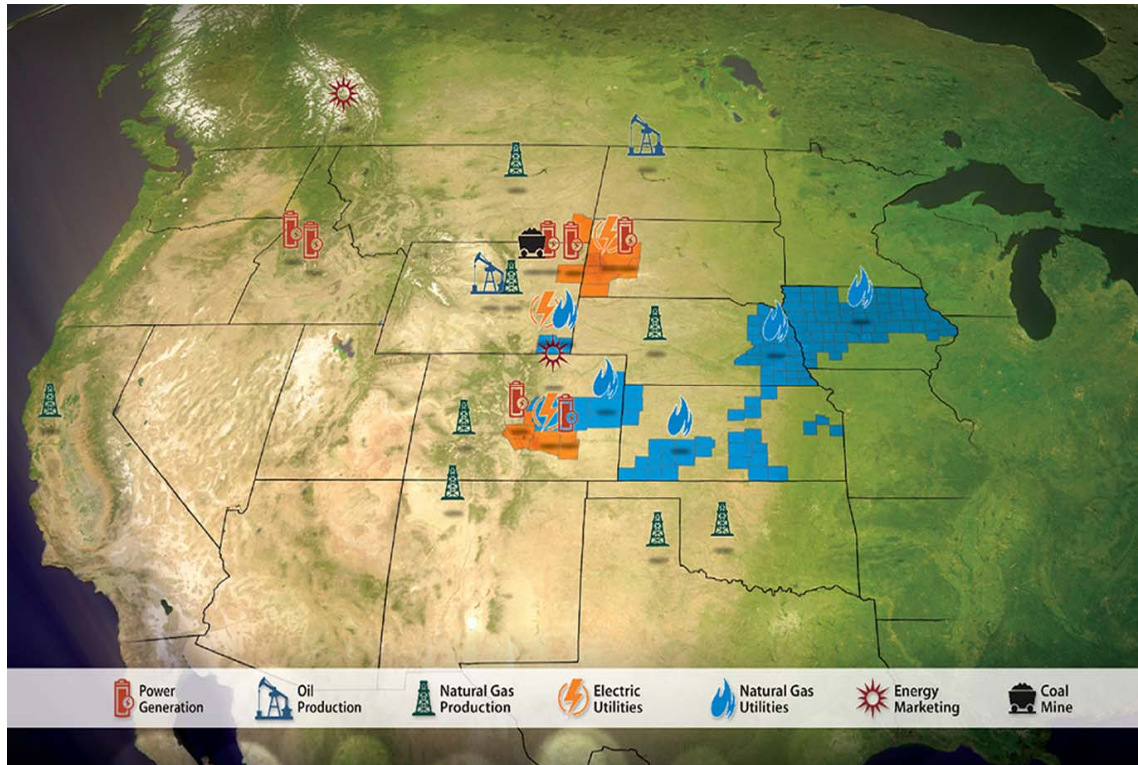 Power
Generation
Oil
Production
Natural Gas
Production
Electric
Utilities
Natural Gas
Utilities
Energy
Marketing
Coal
Mine